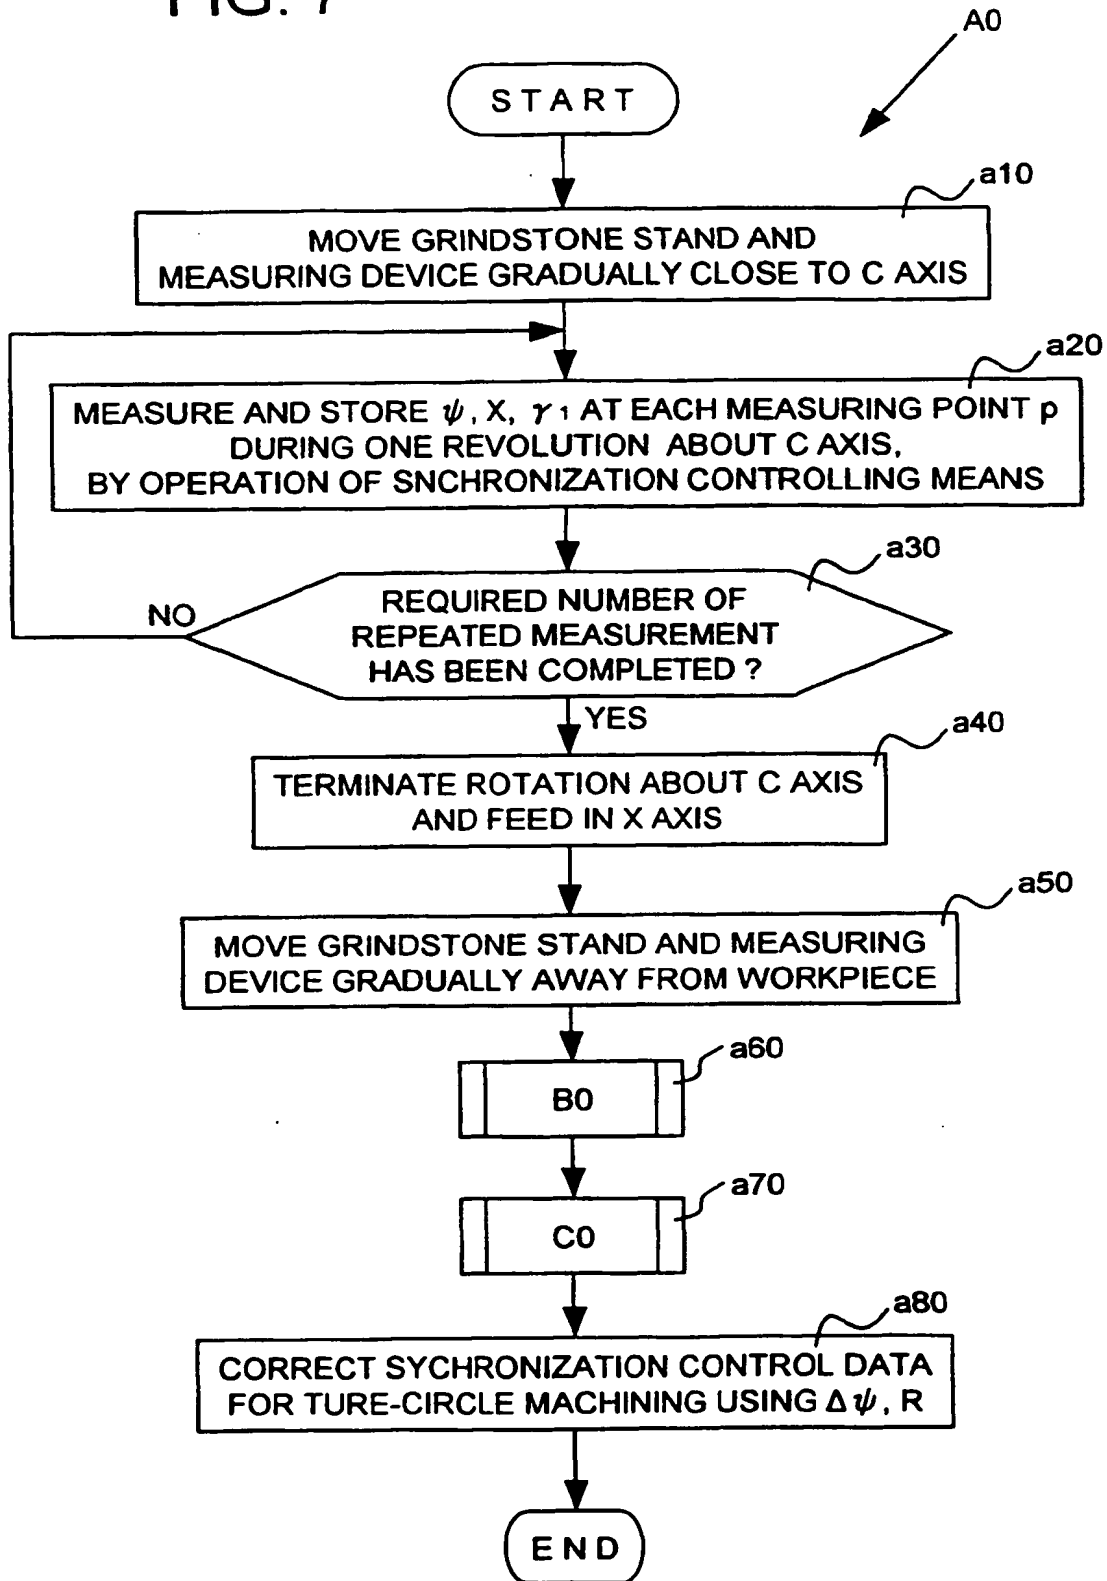 FIG. 7
A0
START
a10
MOVE GRINDSTONE STAND AND
MEASURING DEVICE GRADUALLY CLOSE TO C AXIS
a20
MEASURE AND STORE ψ, X, γ1 AT EACH MEASURING POINT p
DURING ONE REVOLUTION ABOUT C AXIS,
BY OPERATION OF SNCHRONIZATION CONTROLLING MEANS
a30
REQUIRED NUMBER OF
REPEATED MEASUREMENT
HAS BEEN COMPLETED ?
NO
YES
a40
TERMINATE ROTATION ABOUT C AXIS
AND FEED IN X AXIS
a50
MOVE GRINDSTONE STAND AND MEASURING
DEVICE GRADUALLY AWAY FROM WORKPIECE
a60
B0
a70
C0
a80
CORRECT SYCHRONIZATION CONTROL DATA
FOR TURE-CIRCLE MACHINING USING Δψ, R
END